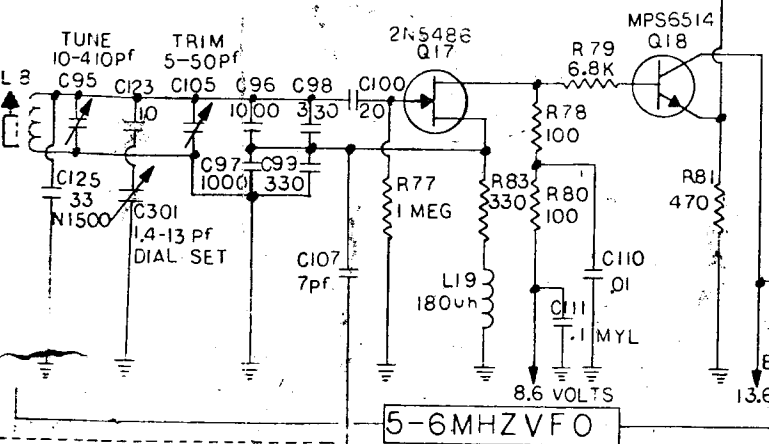 TUNE
10-410Pf
C95
TRIM
5-50Pf
C105
L8
C123
10
C96
1000
C98
330
C100
20
2N5486
Q17
R79
6.8K
MPS6514
Q18
R78
100
C97
1000
C99
330
C125
33
N1500
C301
1.4-13 Pf
DIAL SET
R77
1 MEG
R83
330
R80
100
R81
470
C107
7pf
L19
180uh
C110
.01
C111
.1 MYL
8.6 VOLTS
13.6
5-6MHZ VFO